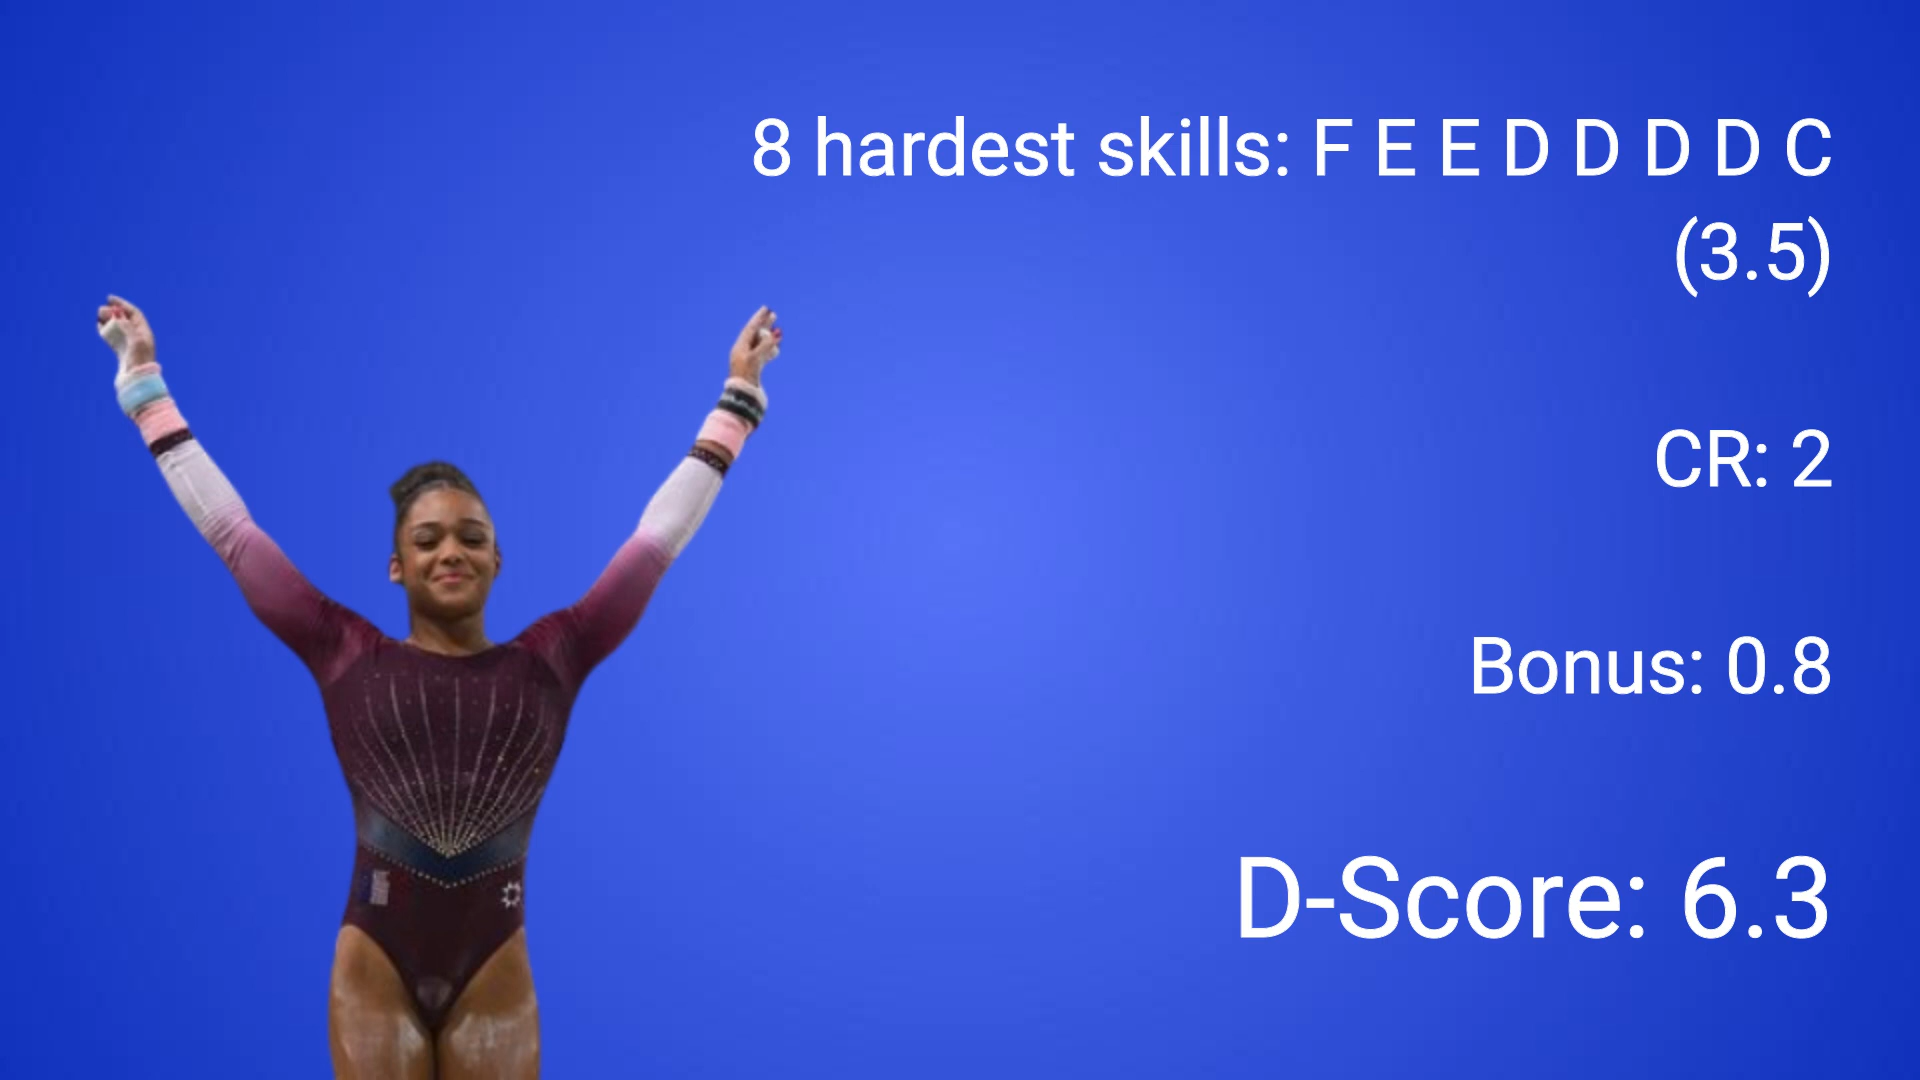 8 hardest skills: F E E D D D D C
(3.5)
CR: 2
Bonus: 0.8
D-Score: 6.3